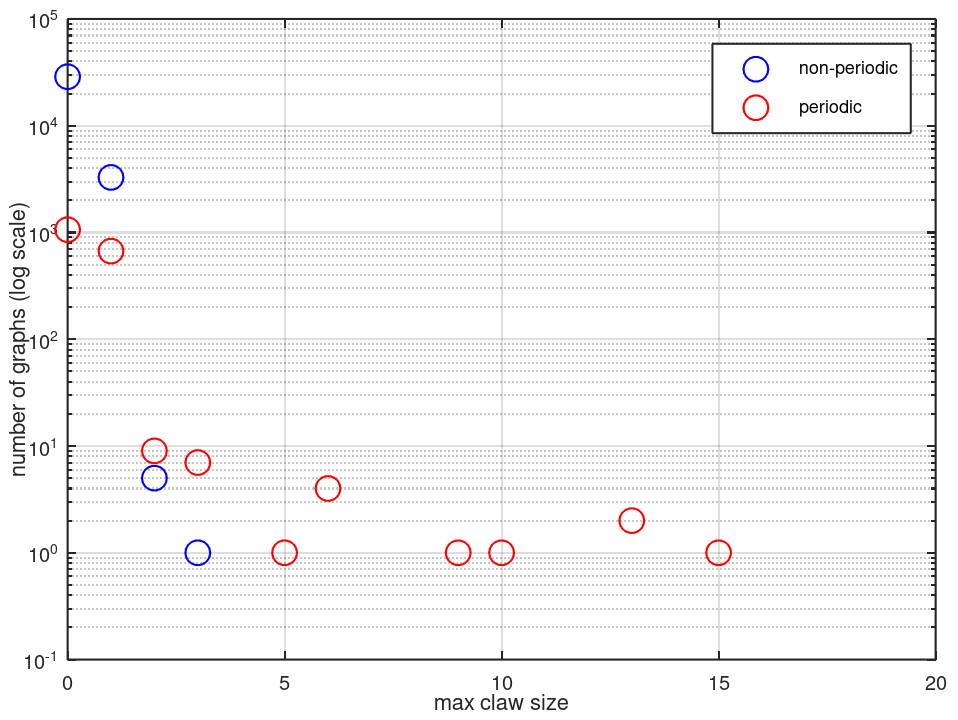 non-periodic
periodic
number of graphs (log scale)
10^5
10^4
10^3
10^2
10^1
10^0
10^-1
0 5 10 15 20
max claw size